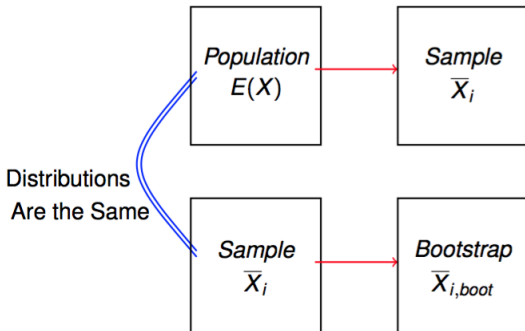 Population
E(X)
Sample
X̅ᵢ
Distributions
Are the Same
Sample
X̅ᵢ
Bootstrap
X̅i,boot